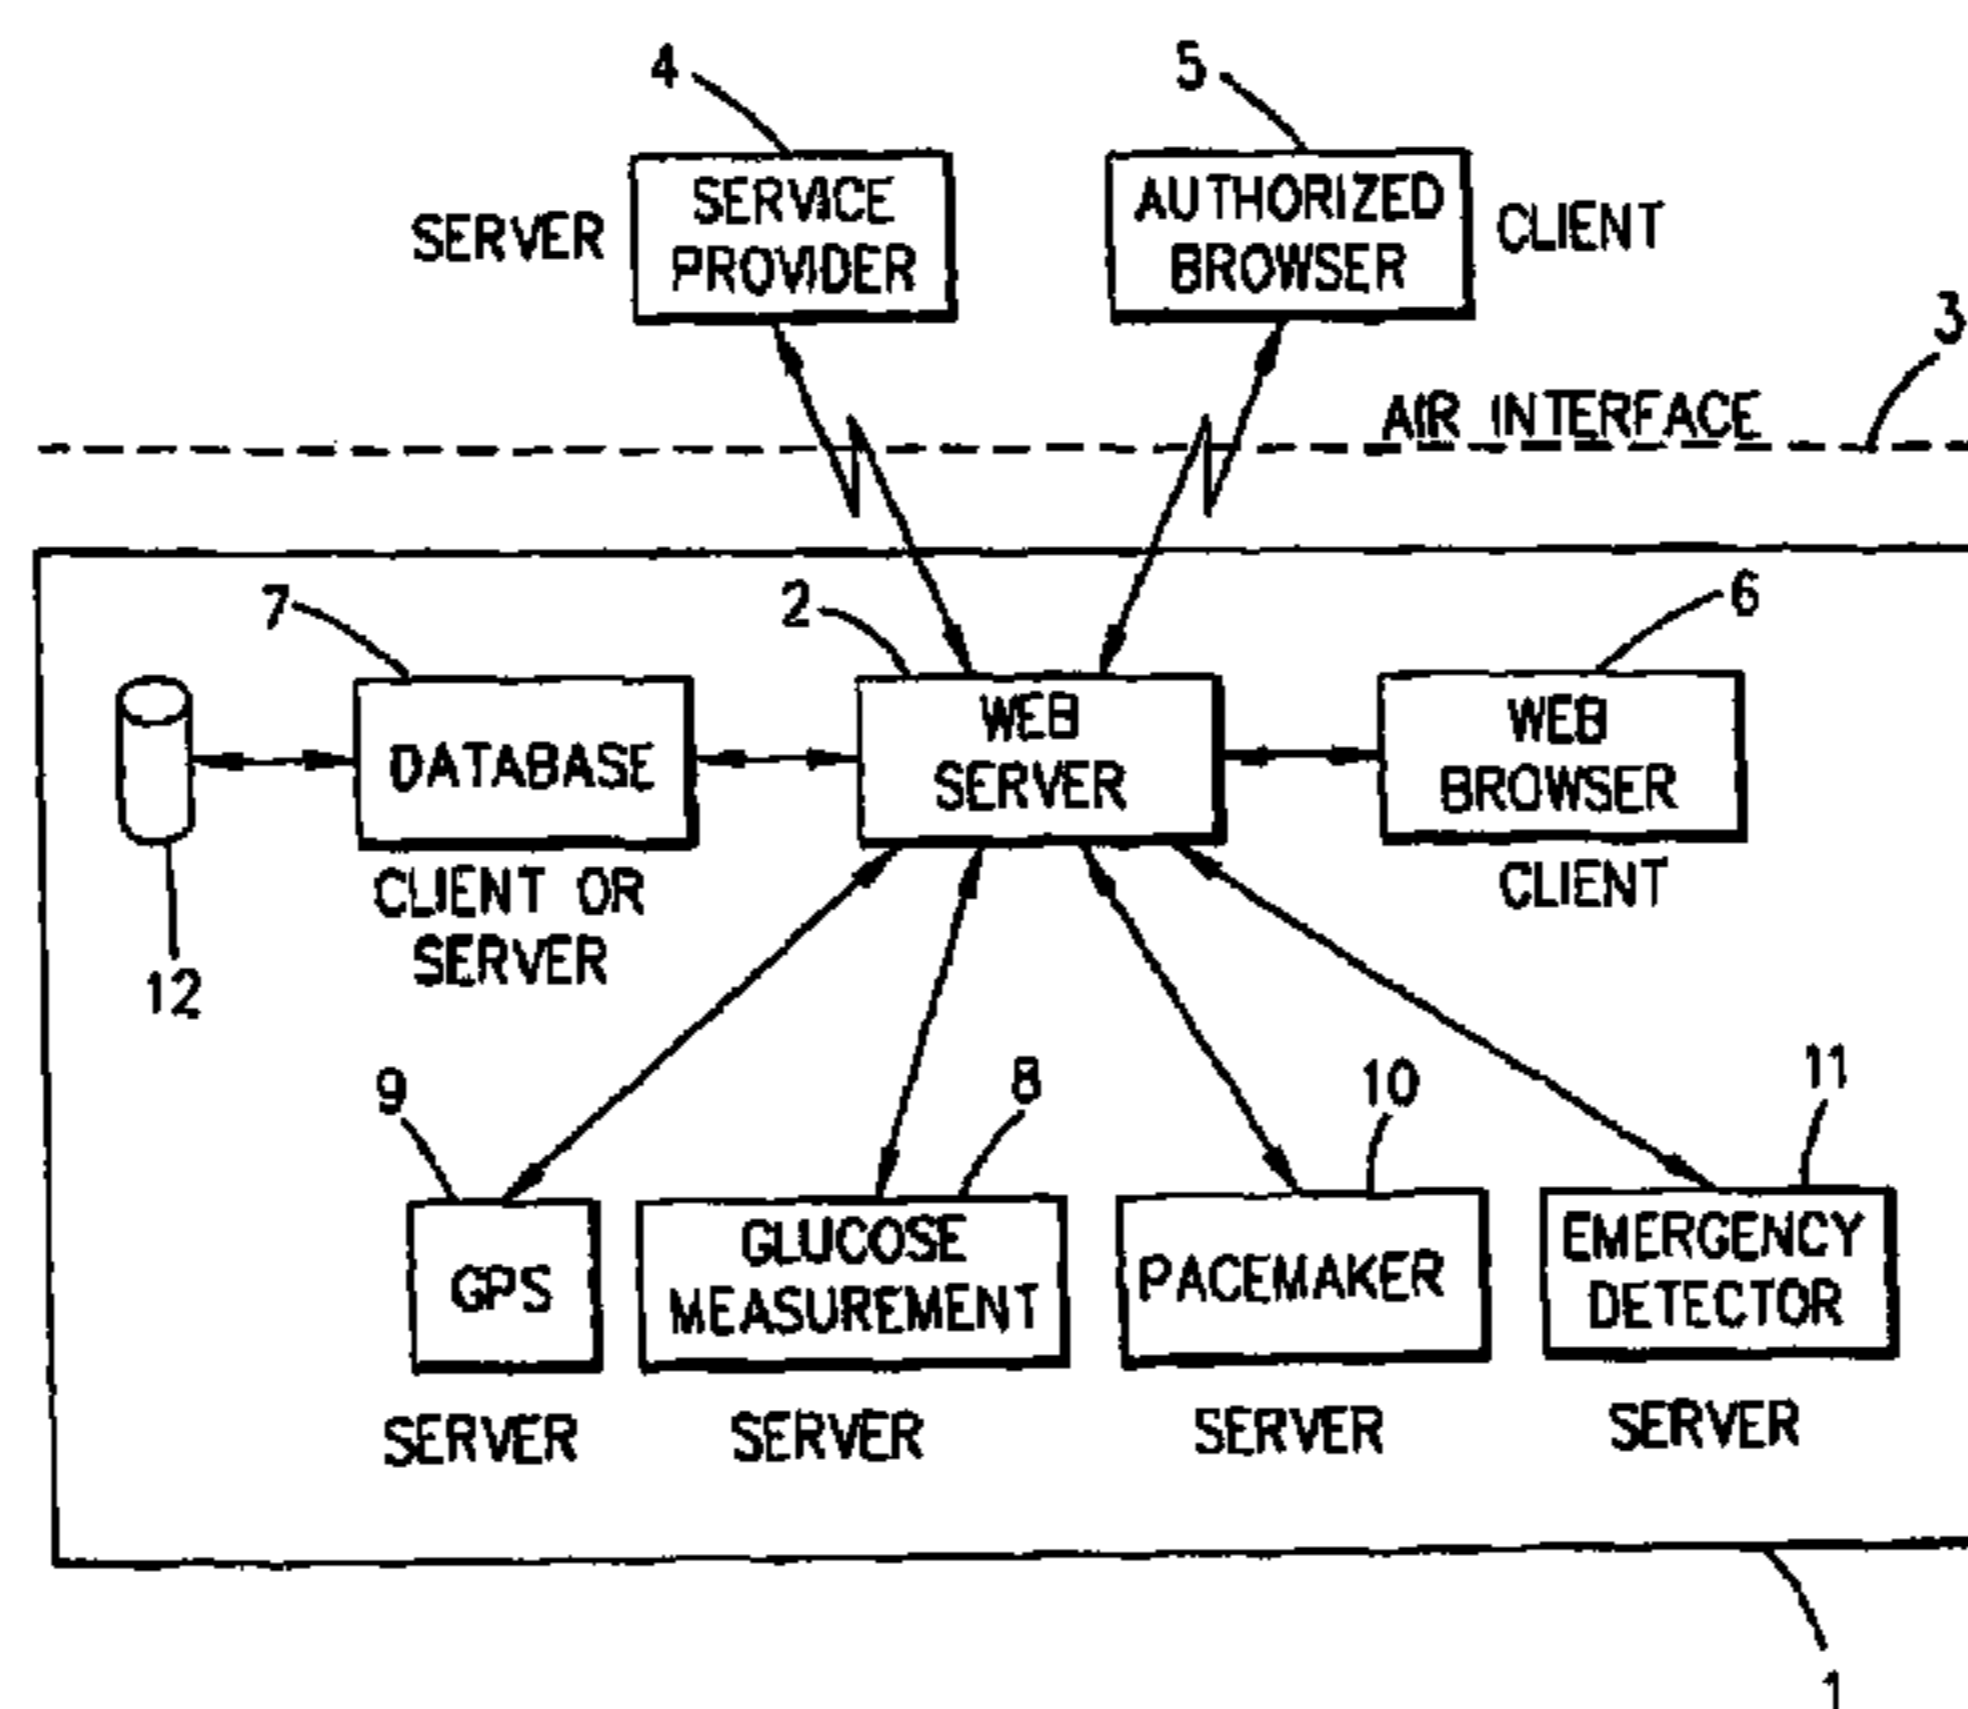 4
5
SERVER
SERVICE
PROVIDER
AUTHORIZED
BROWSER
CLIENT
3
AIR INTERFACE
7
2
6
DATABASE
WEB
SERVER
WEB
BROWSER
CLIENT OR
SERVER
CLIENT
12
9
8
10
11
GPS
GLUCOSE
MEASUREMENT
PACEMAKER
EMERGENCY
DETECTOR
SERVER
SERVER
SERVER
SERVER
1